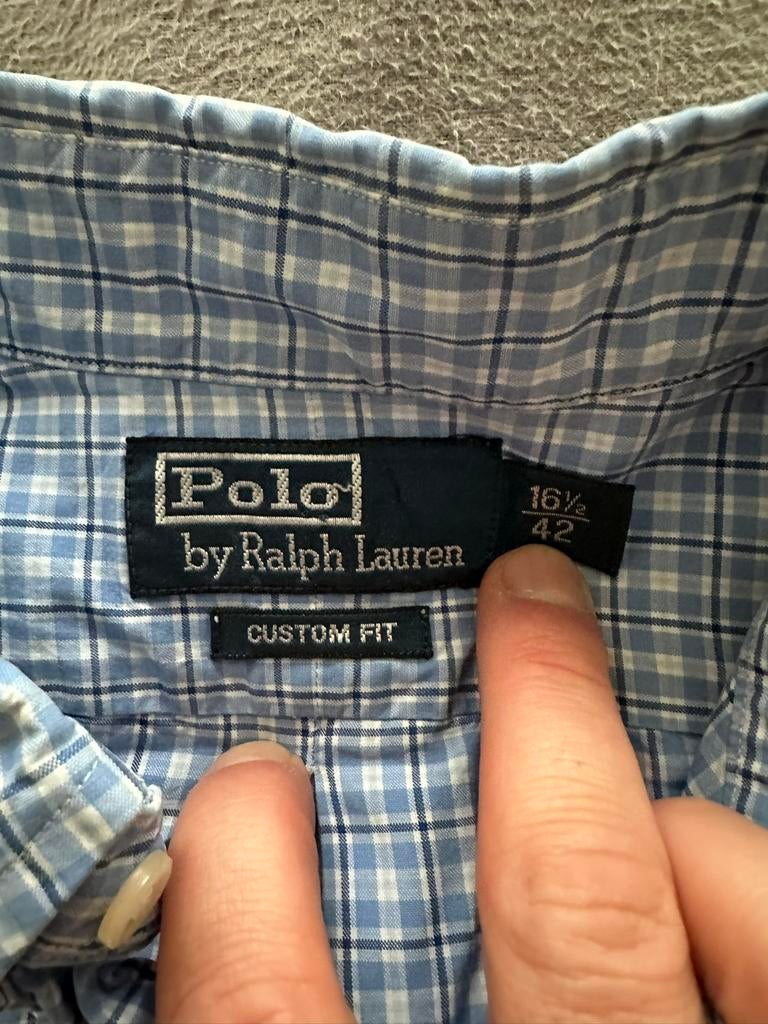 Polo
by Ralph Lauren
16½
42
CUSTOM FIT